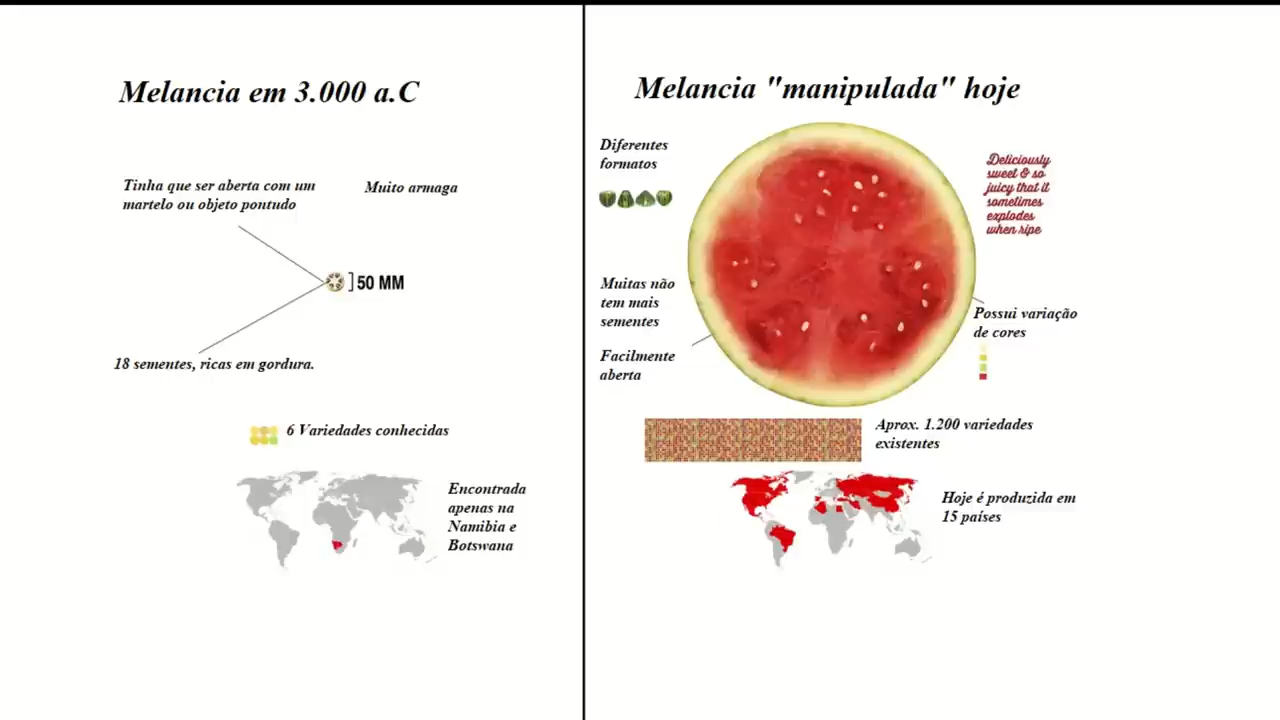 Melancia em 3.000 a.C
Tinha que ser aberta com um
martelo ou objeto pontudo
Muito armaga
50 MM
18 sementes, ricas em gordura.
6 Variedades conhecidas
Encontrada
apenas na
Namibia e
Botswana
Melancia "manipulada" hoje
Diferentes
formatos
Deliciously
sweet & so
juicy that it
sometimes
explodes
when ripe
Muitas não
tem mais
sementes
Possui variação
de cores
Facilmente
aberta
Aprox. 1.200 variedades
existentes
Hoje é produzida em
15 países